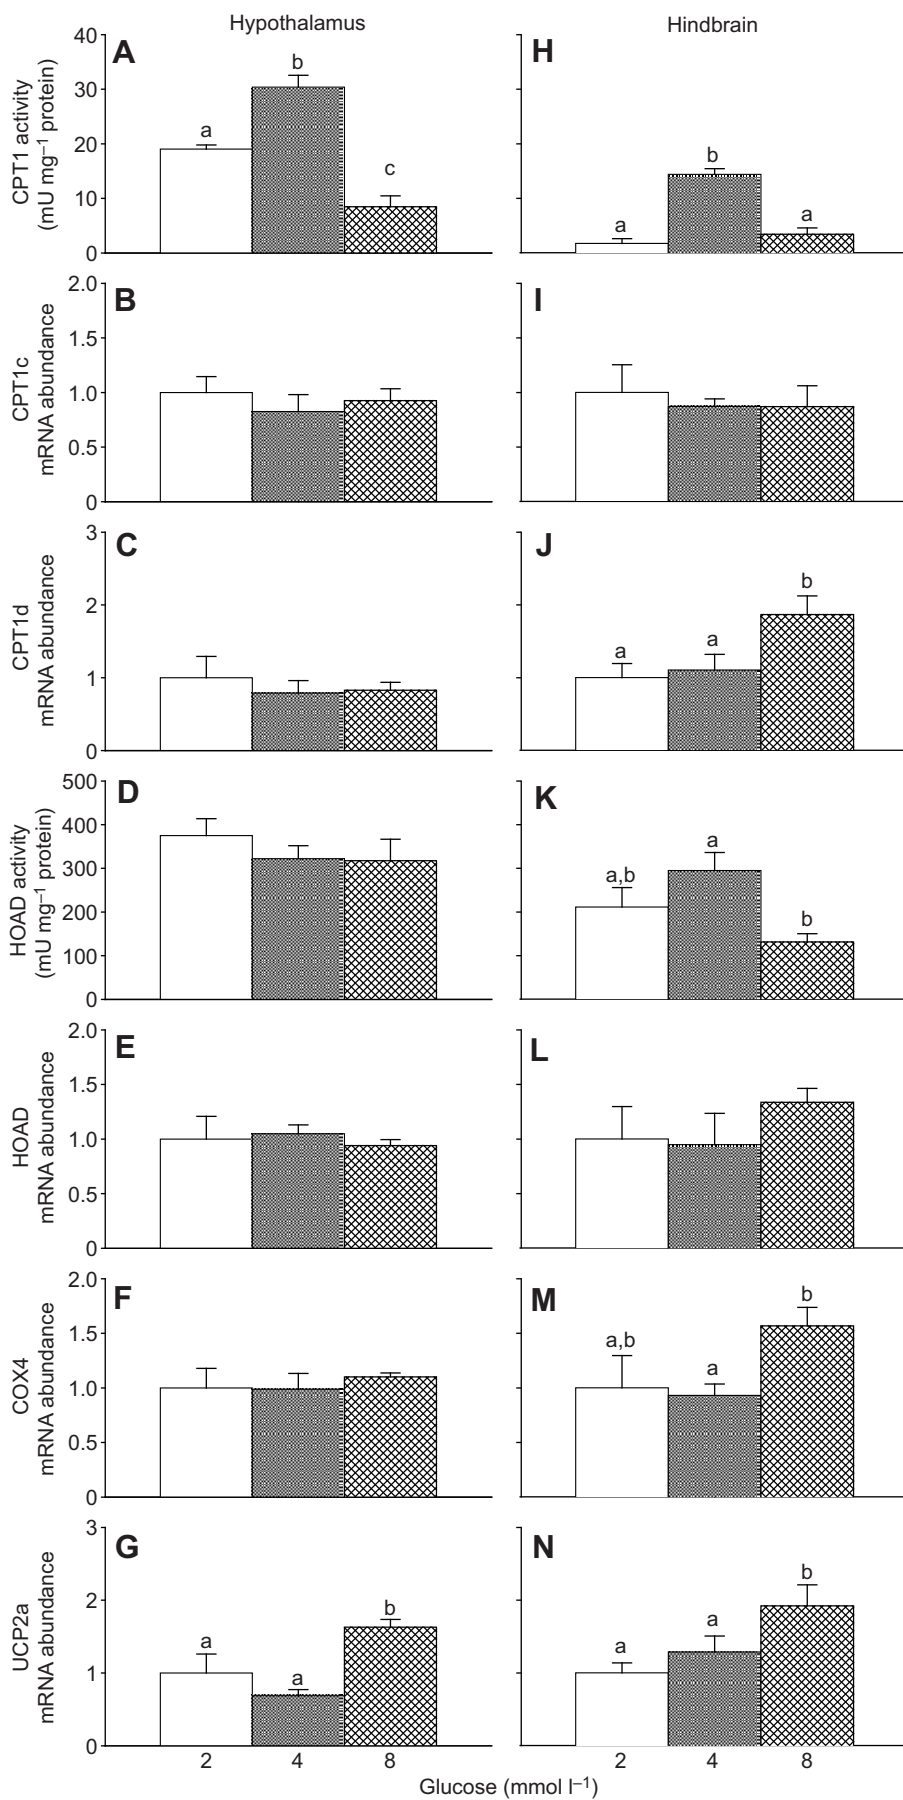 Hypothalamus
Hindbrain
A
CPT1 activity
(mU mg–1 protein)
40
30
20
10
0
a
b
c
H
a
b
a
B
CPT1c
mRNA abundance
2.0
1.5
1.0
0.5
0
I
C
CPT1d
mRNA abundance
3
2
1
0
J
a
a
b
D
HOAD activity
(mU mg–1 protein)
500
400
300
200
100
0
K
a,b
a
b
E
HOAD
mRNA abundance
2.0
1.5
1.0
0.5
0
L
F
COX4
mRNA abundance
2.0
1.5
1.0
0.5
0
M
a,b
a
b
G
UCP2a
mRNA abundance
3
2
1
0
a
a
b
N
a
a
b
2 4 8
2 4 8
Glucose (mmol l–1)